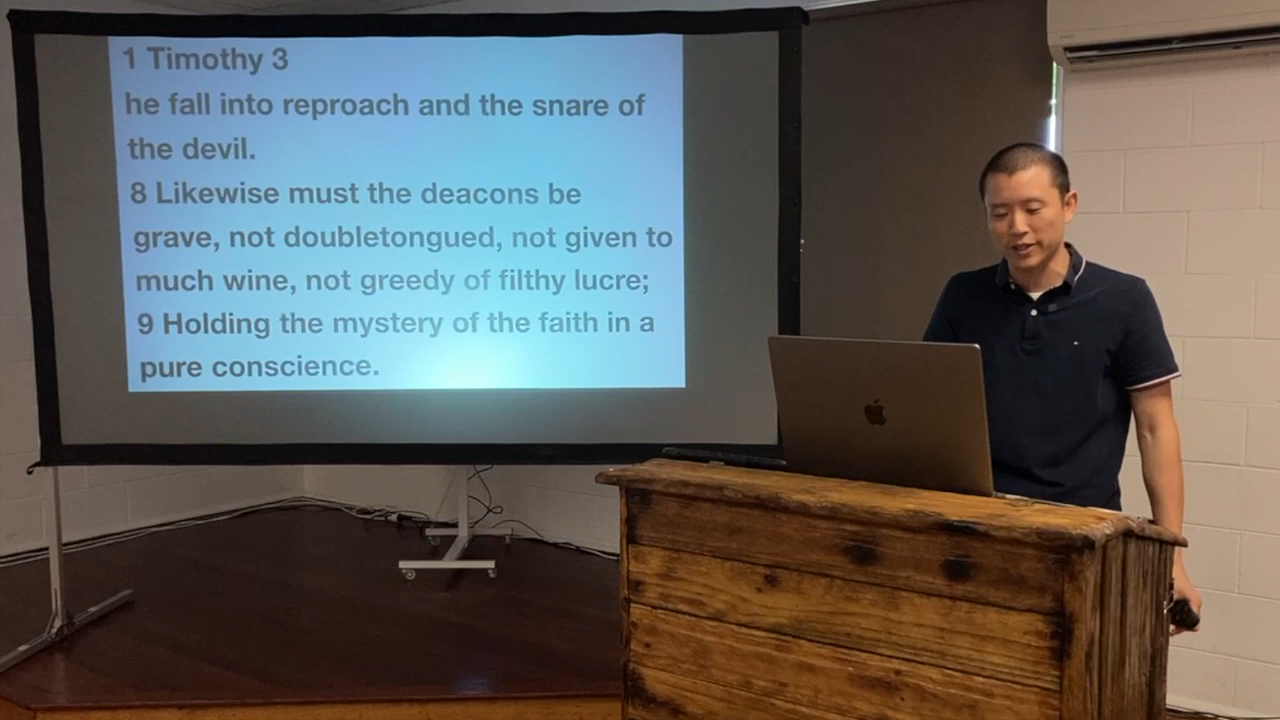 1 Timothy 3
he fall into reproach and the snare of
the devil.
8 Likewise must the deacons be
grave, not doubletongued, not given to
much wine, not greedy of filthy lucre;
9 Holding the mystery of the faith in a
pure conscience.